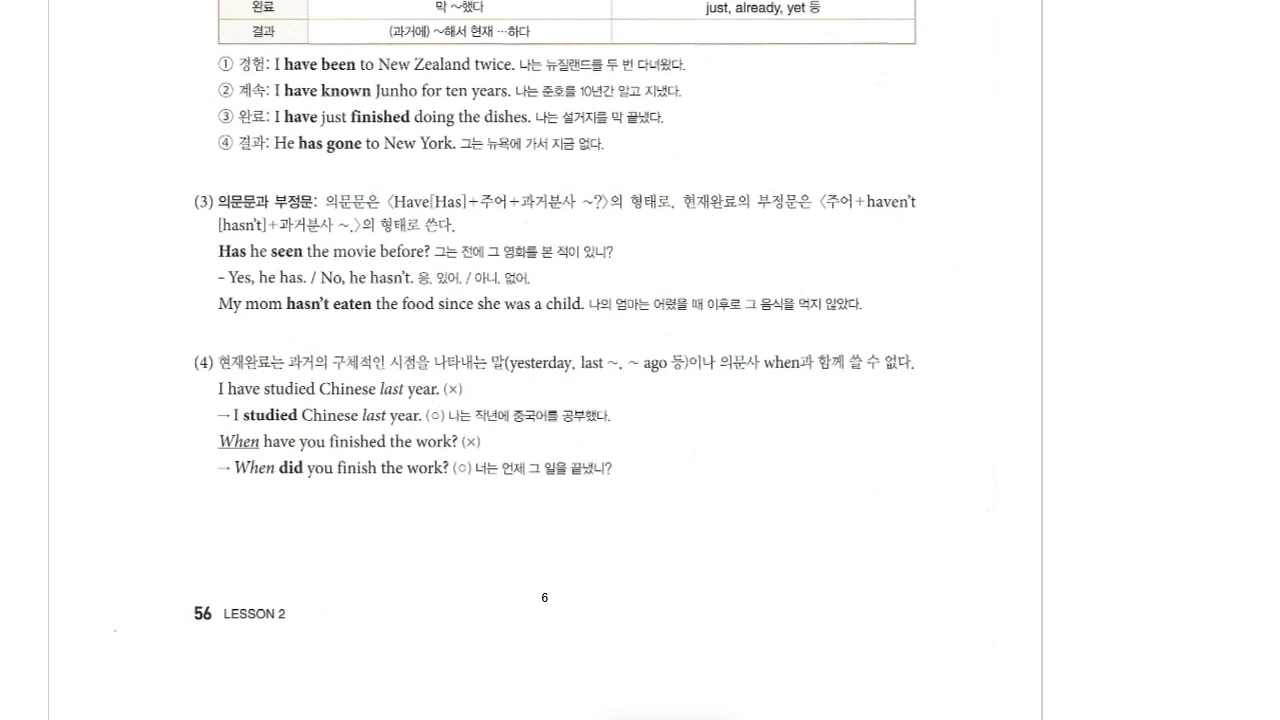 완료 막 ~했다 just, already, yet 등
결과 (과거에) ~해서 현재 …하다
① 경험: I have been to New Zealand twice. 나는 뉴질랜드를 두 번 다녀왔다.
② 계속: I have known Junho for ten years. 나는 준호를 10년간 알고 지냈다.
③ 완료: I have just finished doing the dishes. 나는 설거지를 막 끝냈다.
④ 결과: He has gone to New York. 그는 뉴욕에 가서 지금 없다.
(3) 의문문과 부정문: 의문문은 〈Have[Has]+주어+과거분사 ~?〉의 형태로, 현재완료의 부정문은 〈주어+haven't
[hasn't]+과거분사 ~.〉의 형태로 쓴다.
Has he seen the movie before? 그는 전에 그 영화를 본 적이 있니?
– Yes, he has. / No, he hasn't. 응, 있어. / 아니, 없어.
My mom hasn't eaten the food since she was a child. 나의 엄마는 어렸을 때 이후로 그 음식을 먹지 않았다.
(4) 현재완료는 과거의 구체적인 시점을 나타내는 말(yesterday, last ~, ~ ago 등)이나 의문사 when과 함께 쓸 수 없다.
I have studied Chinese last year. (×)
→ I studied Chinese last year. (○) 나는 작년에 중국어를 공부했다.
When have you finished the work? (×)
→ When did you finish the work? (○) 너는 언제 그 일을 끝냈니?
6
56 LESSON 2